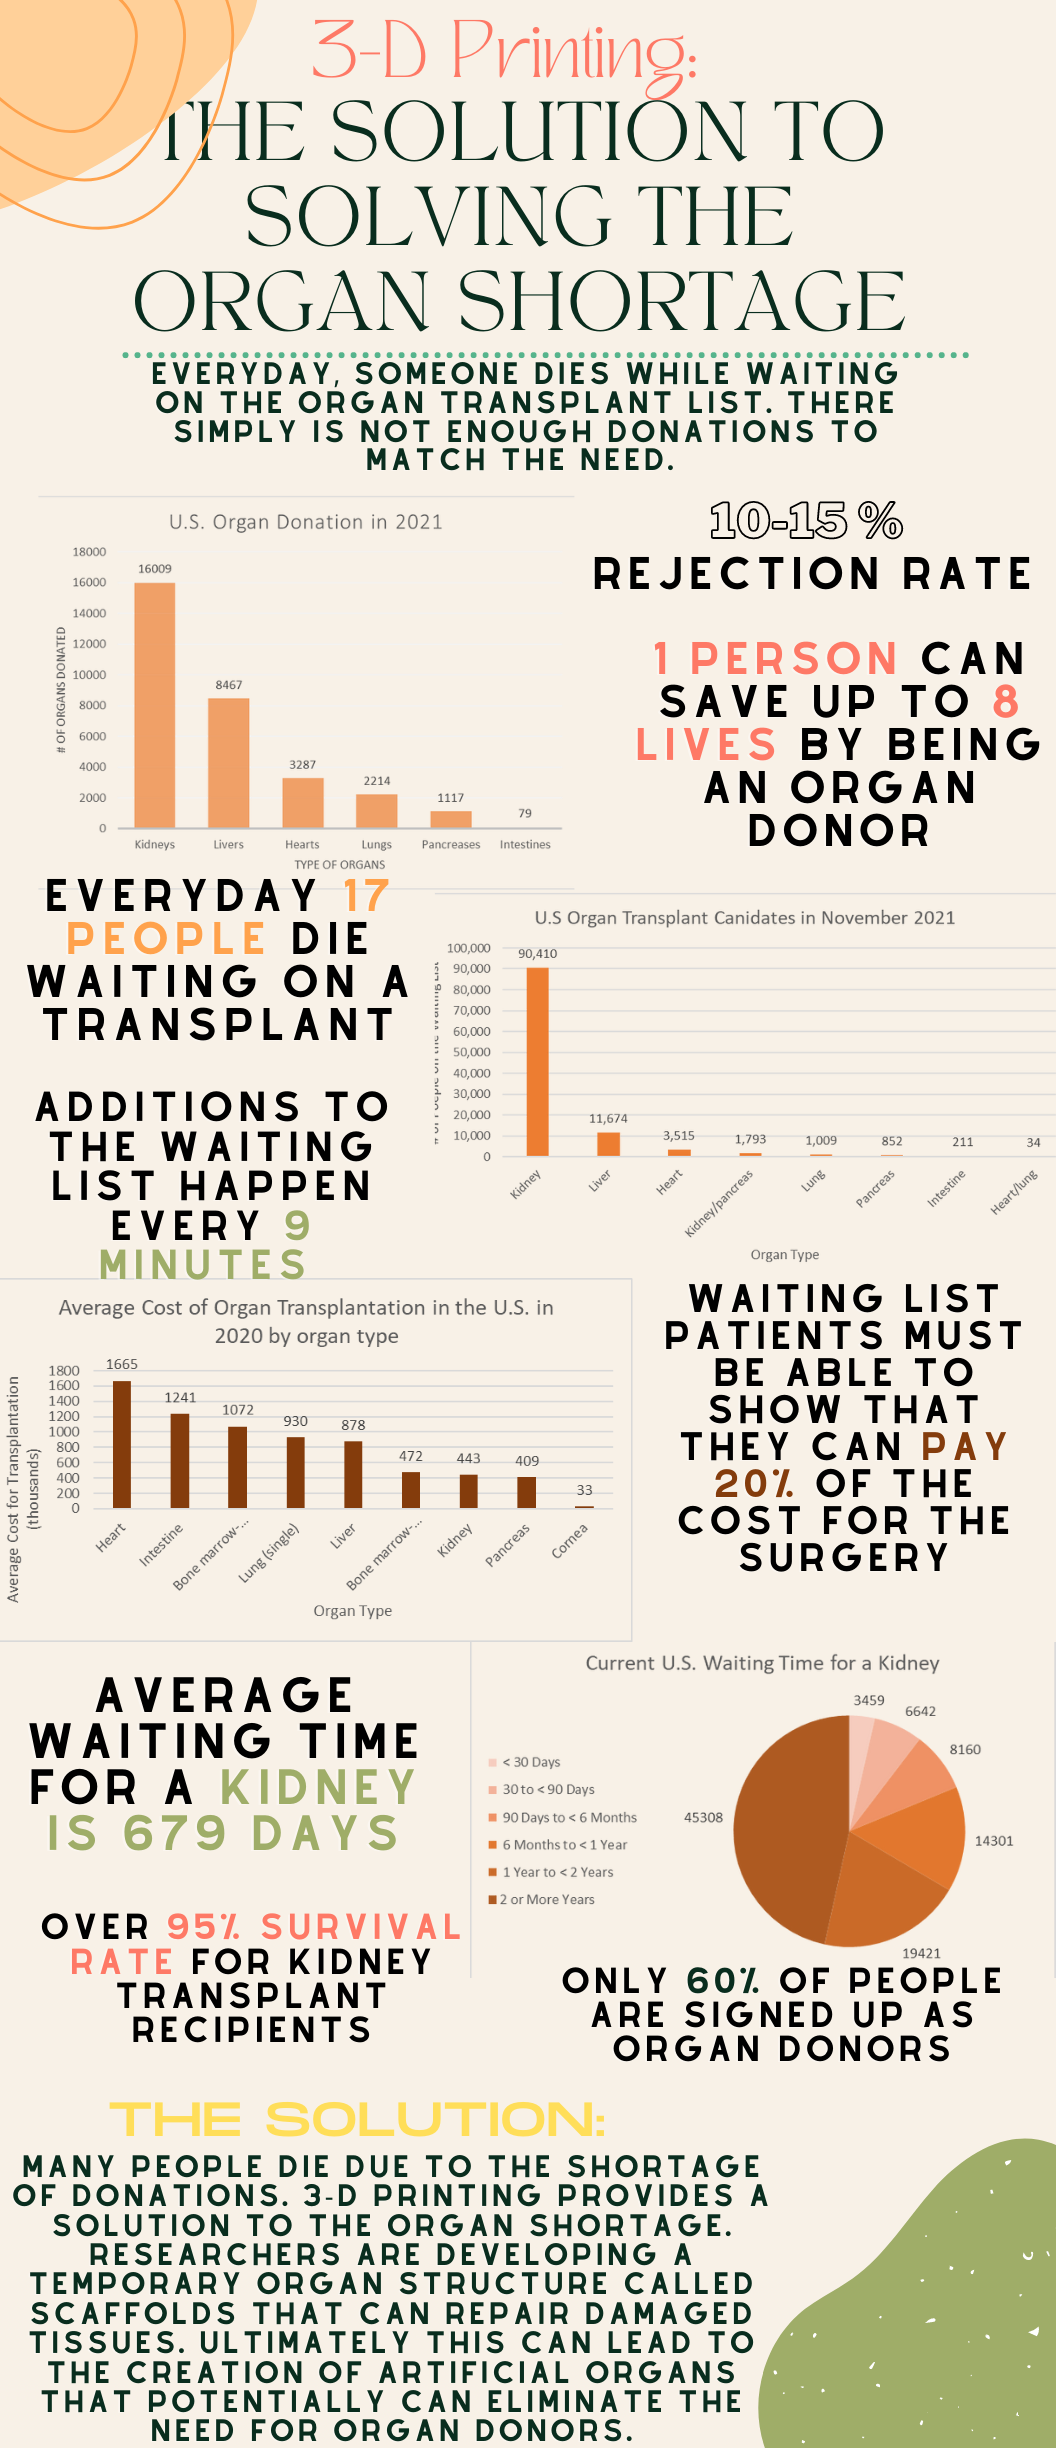 3-D Printing:
THE SOLUTION TO
SOLVING THE
ORGAN SHORTAGE
EVERYDAY, SOMEONE DIES WHILE WAITING
ON THE ORGAN TRANSPLANT LIST. THERE
SIMPLY IS NOT ENOUGH DONATIONS TO
MATCH THE NEED.
U.S. Organ Donation in 2021
# OF ORGANS DONATED
18000
16000
14000
12000
10000
8000
6000
4000
2000
0
16009
8467
3287
2214
1117
79
Kidneys Livers Hearts Lungs Pancreases Intestines
TYPE OF ORGANS
10-15 %
REJECTION RATE
1 PERSON CAN
SAVE UP TO 8
LIVES BY BEING
AN ORGAN
DONOR
EVERYDAY 17
PEOPLE DIE
WAITING ON A
TRANSPLANT
ADDITIONS TO
THE WAITING
LIST HAPPEN
EVERY 9
MINUTES
U.S Organ Transplant Canidates in November 2021
100,000
90,000
80,000
70,000
60,000
50,000
40,000
30,000
20,000
10,000
0
90,410
11,674
3,515
1,793
1,009
852
211
34
Kidney
Liver
Heart
Kidney/pancreas
Lung
Pancreas
Intestine
Heart/lung
Organ Type
Average Cost of Organ Transplantation in the U.S. in
2020 by organ type
Average Cost for Transplantation
(thousands)
1800
1600
1400
1200
1000
800
600
400
200
0
1665
1241
1072
930
878
472
443
409
33
Heart
Intestine
Bone marrow-...
Lung (single)
Liver
Bone marrow-...
Kidney
Pancreas
Cornea
Organ Type
WAITING LIST
PATIENTS MUST
BE ABLE TO
SHOW THAT
THEY CAN PAY
20% OF THE
COST FOR THE
SURGERY
AVERAGE
WAITING TIME
FOR A KIDNEY
IS 679 DAYS
OVER 95% SURVIVAL
RATE FOR KIDNEY
TRANSPLANT
RECIPIENTS
Current U.S. Waiting Time for a Kidney
< 30 Days
30 to < 90 Days
90 Days to < 6 Months
6 Months to < 1 Year
1 Year to < 2 Years
2 or More Years
3459
6642
8160
14301
19421
45308
ONLY 60% OF PEOPLE
ARE SIGNED UP AS
ORGAN DONORS
THE SOLUTION:
MANY PEOPLE DIE DUE TO THE SHORTAGE
OF DONATIONS. 3-D PRINTING PROVIDES A
SOLUTION TO THE ORGAN SHORTAGE.
RESEARCHERS ARE DEVELOPING A
TEMPORARY ORGAN STRUCTURE CALLED
SCAFFOLDS THAT CAN REPAIR DAMAGED
TISSUES. ULTIMATELY THIS CAN LEAD TO
THE CREATION OF ARTIFICIAL ORGANS
THAT POTENTIALLY CAN ELIMINATE THE
NEED FOR ORGAN DONORS.